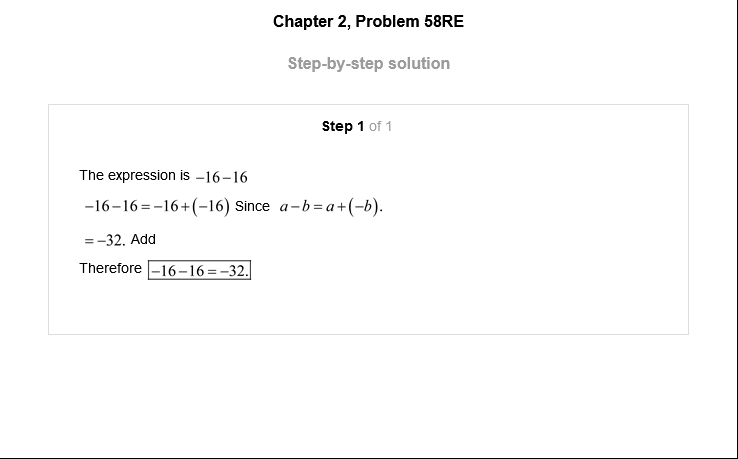 Chapter 2, Problem 58RE
Step-by-step solution
Step 1 of 1
The expression is −16−16
−16−16=−16+(−16) Since a−b=a+(−b).
=−32. Add
Therefore −16−16=−32.